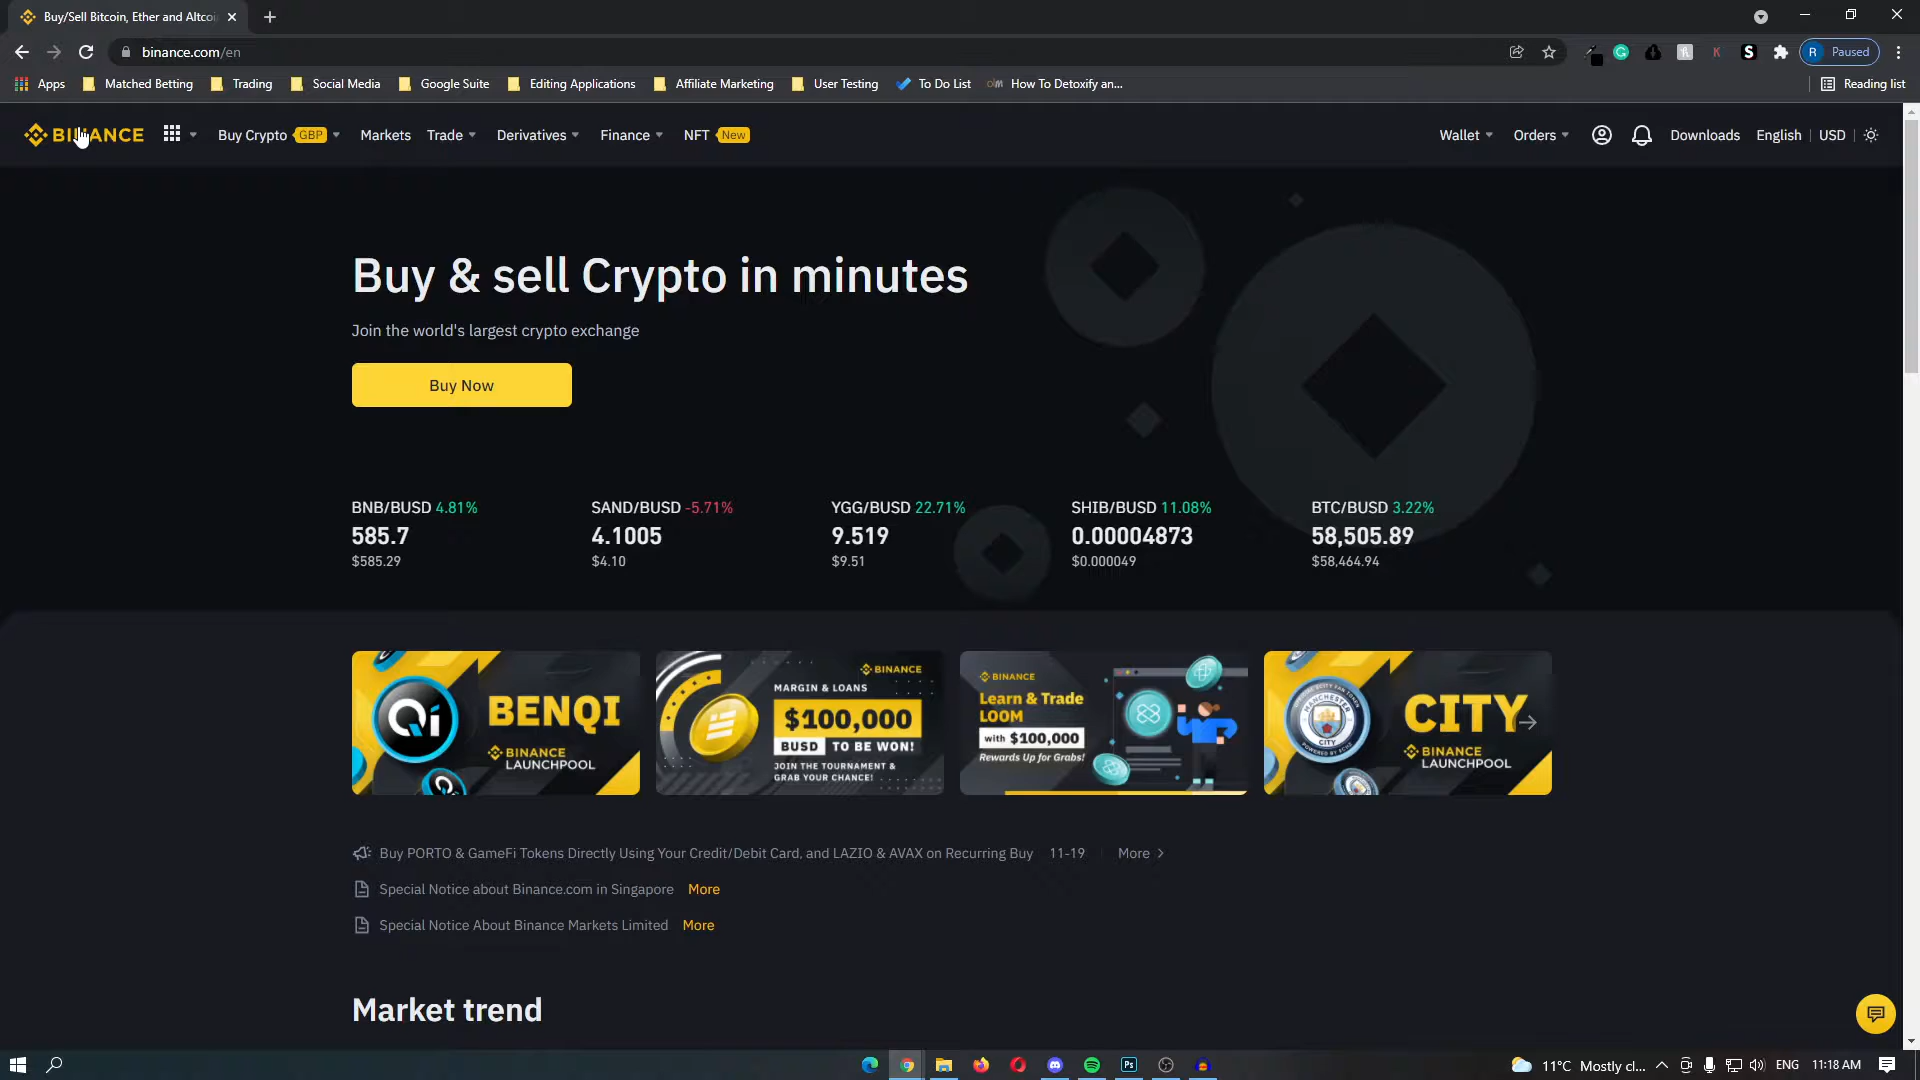 Buy/Sell Bitcoin, Ether and Altcoi
binance.com/en
R Paused
Apps Matched Betting Trading Social Media Google Suite Editing Applications Affiliate Marketing User Testing To Do List How To Detoxify an... Reading list
BINANCE Buy Crypto GBP Markets Trade Derivatives Finance NFT New Wallet Orders Downloads English USD
Buy & sell Crypto in minutes
Join the world's largest crypto exchange
Buy Now
BNB/BUSD 4.81% SAND/BUSD -5.71% YGG/BUSD 22.71% SHIB/BUSD 11.08% BTC/BUSD 3.22%
585.7 4.1005 9.519 0.00004873 58,505.89
$585.29 $4.10 $9.51 $0.000049 $58,464.94
Qi
BENQI
BINANCE
LAUNCHPOOL
BINANCE
MARGIN & LOANS
$100,000
BUSD TO BE WON!
JOIN THE TOURNAMENT &
GRAB YOUR CHANCE!
BINANCE
Learn & Trade
LOOM
with $100,000
Rewards Up for Grabs!
MANCHESTER
CITY
CITY
BINANCE
LAUNCHPOOL
Buy PORTO & GameFi Tokens Directly Using Your Credit/Debit Card, and LAZIO & AVAX on Recurring Buy 11-19 More
Special Notice about Binance.com in Singapore More
Special Notice About Binance Markets Limited More
Market trend
Ps 11°C Mostly cl... ENG 11:18 AM